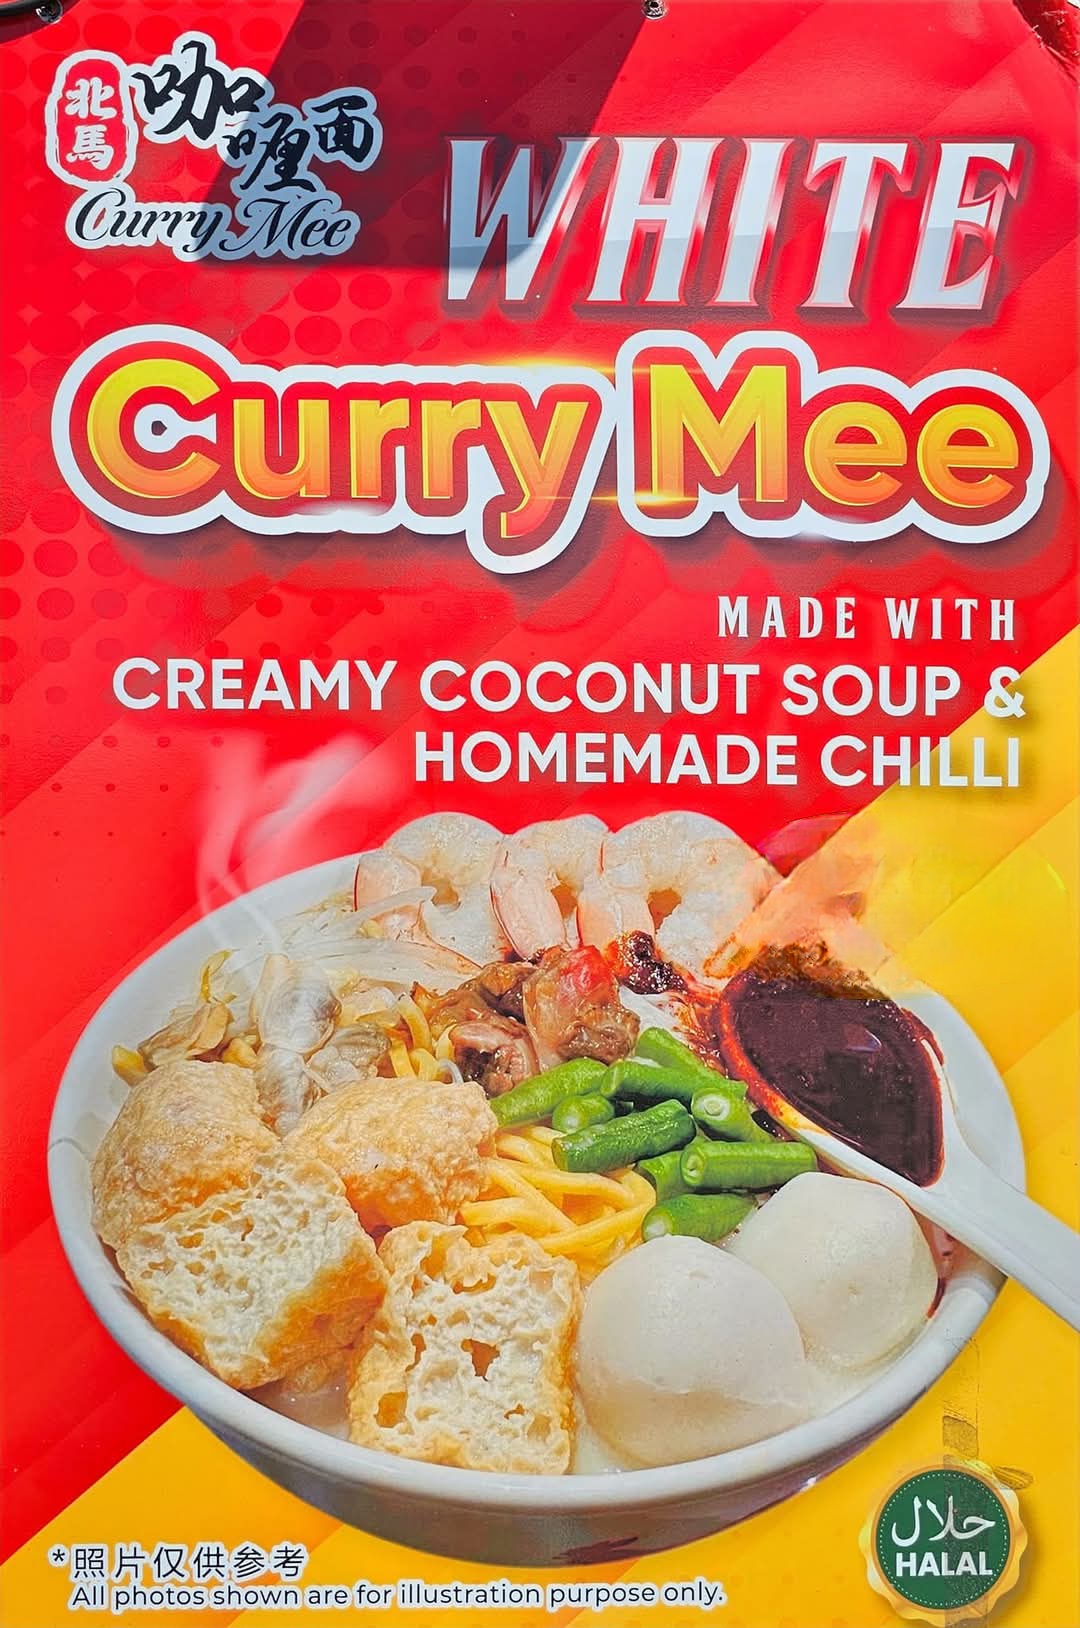 北馬
咖喱面
Curry Mee
WHITE
Curry Mee
MADE WITH
CREAMY COCONUT SOUP &
HOMEMADE CHILLI
حلال
HALAL
*照片仅供参考
All photos shown are for illustration purpose only.